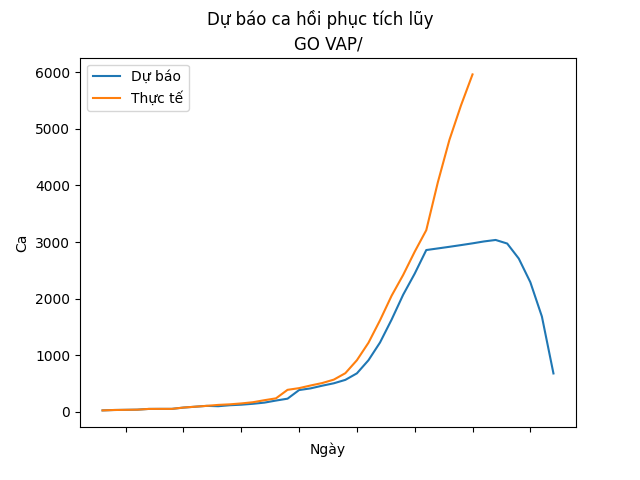 Dự báo ca hồi phục tích lũy
GO VAP/
Dự báo
Thực tế
6000
5000
4000
3000
2000
1000
0
Ca
Ngày